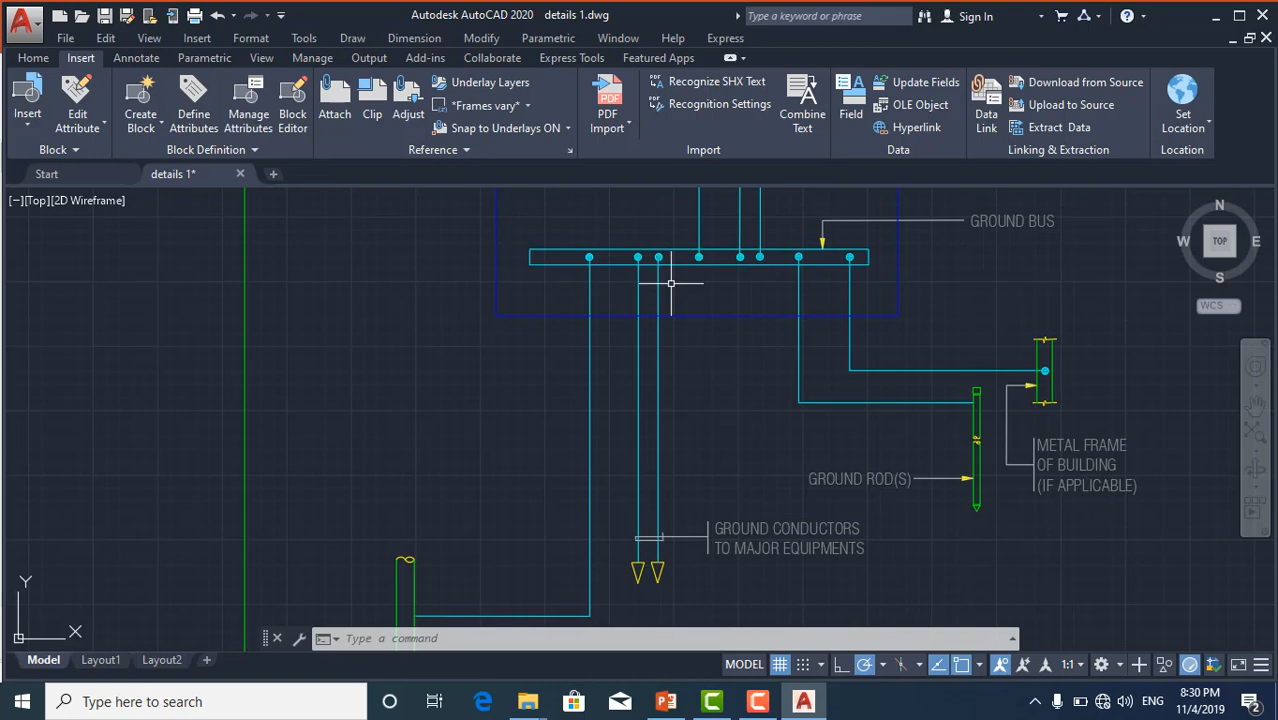 Autodesk AutoCAD 2020 details 1.dwg
Type a keyword or phrase
Sign In
File Edit View Insert Format Tools Draw Dimension Modify Parametric Window Help Express
Home Insert Annotate Parametric View Manage Output Add-ins Collaborate Express Tools Featured Apps
Insert
Edit
Attribute
Block
Create
Block
Define
Attributes
Manage
Attributes
Block
Editor
Block Definition
Attach
Clip
Adjust
Underlay Layers
*Frames vary*
Snap to Underlays ON
Reference
PDF
PDF
Import
Recognize SHX Text
Recognition Settings
Combine
Text
Import
Field
Update Fields
OLE Object
Hyperlink
Data
Data
Link
Download from Source
Upload to Source
Extract Data
Linking & Extraction
Set
Location
Location
Start
details 1*
[−][Top][2D Wireframe]
N
W TOP E
S
WCS
GROUND BUS
METAL FRAME
OF BUILDING
(IF APPLICABLE)
GROUND ROD(S)
GROUND CONDUCTORS
TO MAJOR EQUIPMENTS
Y
X
Type a command
Model Layout1 Layout2 +
MODEL
1:1
Type here to search
ENG
8:30 PM
11/4/2019
2